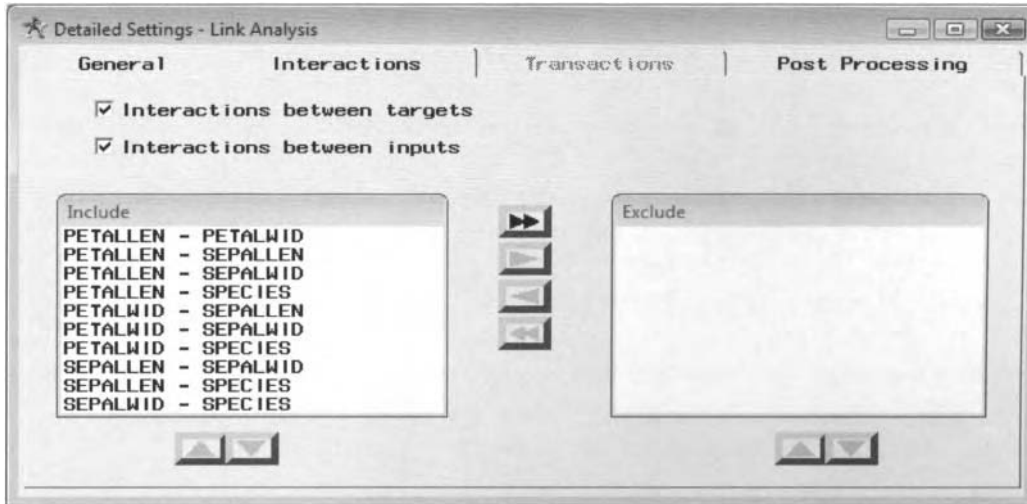 Detailed Settings - Link Analysis
General Interactions Transactions Post Processing
Interactions between targets
Interactions between inputs
Include
PETALLEN - PETALWID
PETALLEN - SEPALLEN
PETALLEN - SEPALWID
PETALLEN - SPECIES
PETALWID - SEPALLEN
PETALWID - SEPALWID
PETALWID - SPECIES
SEPALLEN - SEPALWID
SEPALLEN - SPECIES
SEPALWID - SPECIES
Exclude